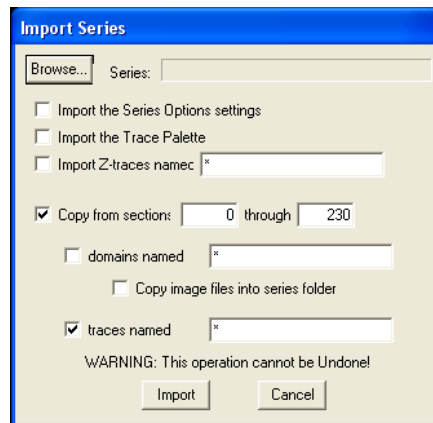 Import Series
Browse... Series:
Import the Series Options settings
Import the Trace Palette
Import Z-traces namec *
Copy from section: 0 through 230
domains named *
Copy image files into series folder
traces named *
WARNING: This operation cannot be Undone!
Import Cancel